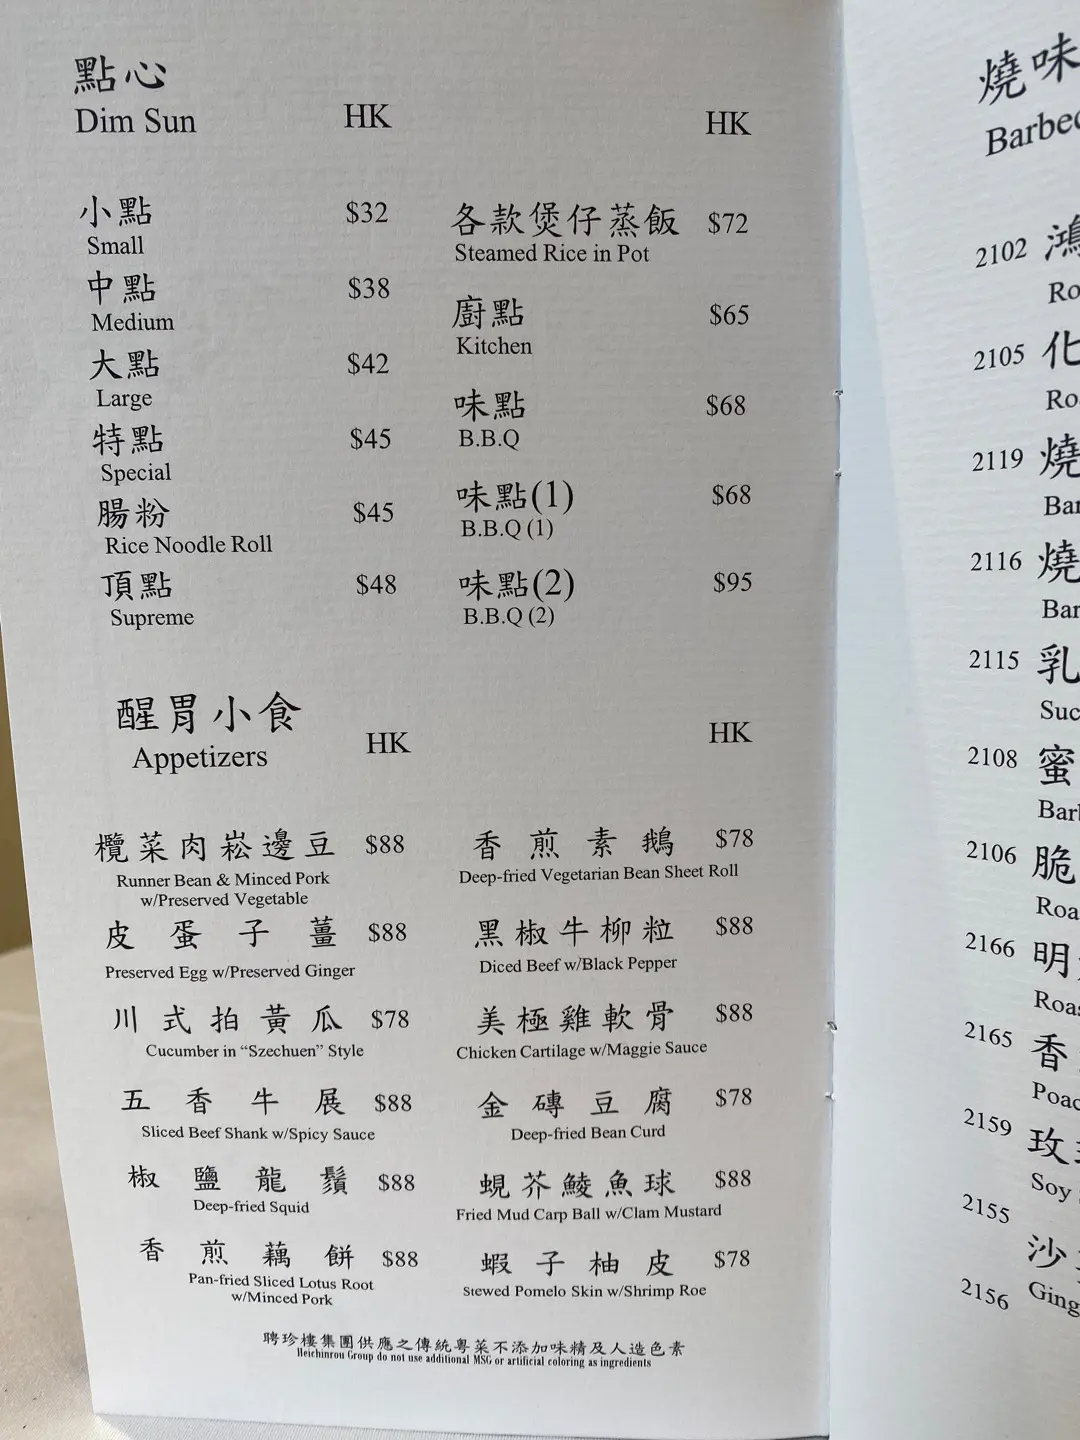 點心
Dim Sun
HK
HK
小點 $32
Small
中點 $38
Medium
大點 $42
Large
特點 $45
Special
腸粉 $45
Rice Noodle Roll
頂點 $48
Supreme
各款煲仔蒸飯 $72
Steamed Rice in Pot
廚點 $65
Kitchen
味點 $68
B.B.Q
味點(1) $68
B.B.Q (1)
味點(2) $95
B.B.Q (2)
醒胃小食
Appetizers
HK
HK
欖菜肉崧邊豆 $88
Runner Bean & Minced Pork
w/Preserved Vegetable
皮蛋子薑 $88
Preserved Egg w/Preserved Ginger
川式拍黃瓜 $78
Cucumber in “Szechuen” Style
五香牛展 $88
Sliced Beef Shank w/Spicy Sauce
椒鹽龍鬚 $88
Deep-fried Squid
香煎藕餅 $88
Pan-fried Sliced Lotus Root
w/Minced Pork
香煎素鵝 $78
Deep-fried Vegetarian Bean Sheet Roll
黑椒牛柳粒 $88
Diced Beef w/Black Pepper
美極雞軟骨 $88
Chicken Cartilage w/Maggie Sauce
金磚豆腐 $78
Deep-fried Bean Curd
蜆芥鯪魚球 $88
Fried Mud Carp Ball w/Clam Mustard
蝦子柚皮 $78
Stewed Pomelo Skin w/Shrimp Roe
聘珍樓集團供應之傳統粵菜不添加味精及人造色素
Heichinrou Group do not use additional MSG or artificial coloring as ingredients
燒味
2102
2105 化
2119 燒
2116 燒
2115 乳
2108 蜜
2106 脆
2166 明
2165 香
2159
Soy
2155 沙
2156